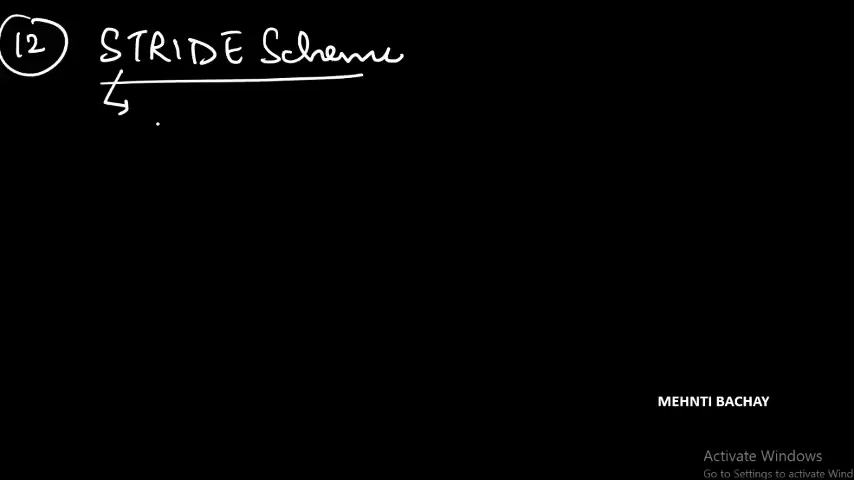 12 STRIDE Scheme
MEHNTI BACHAY
Activate Windows
Go to Settings to activate Wind